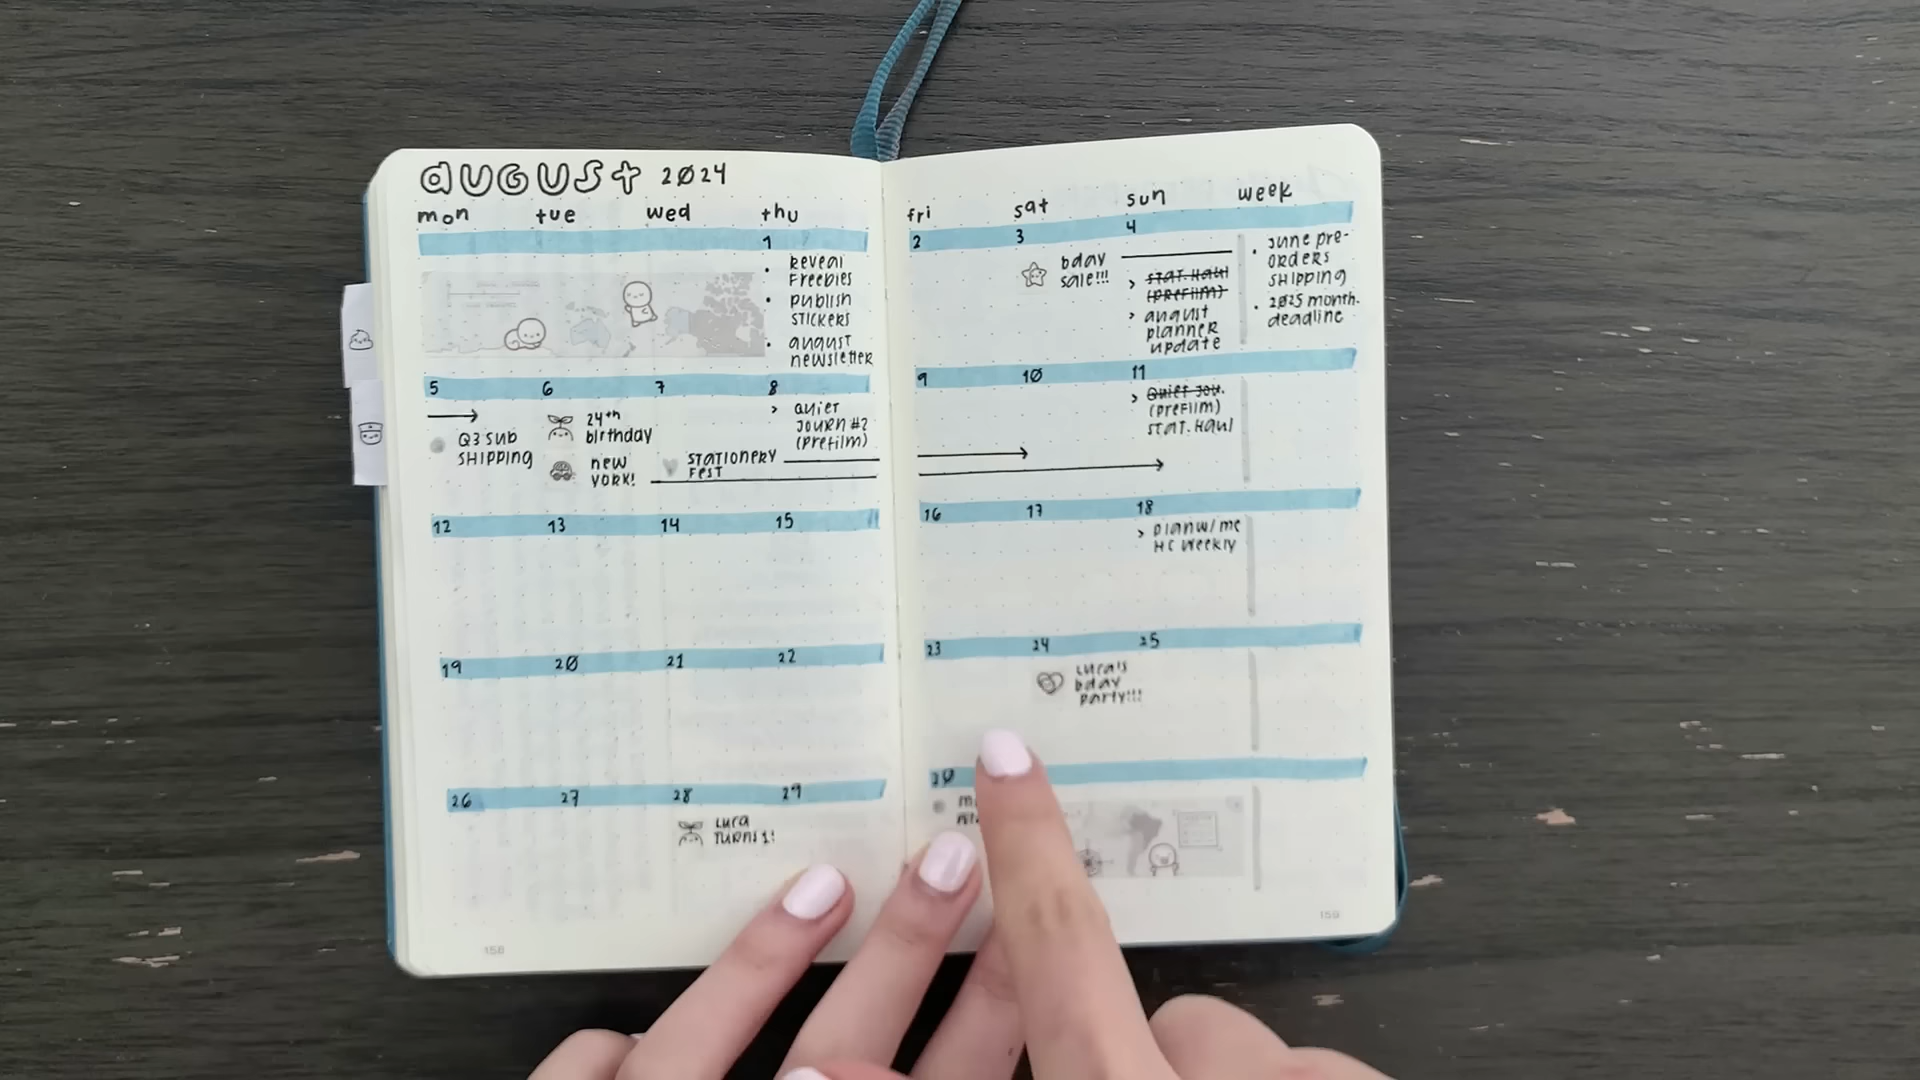 august 2024
mon tue wed thu
fri sat sun week
1
2 3 4
reveal
freebies
publish
stickers
august
newsletter
bday
sale!!!
stat. haul
(prefilm)
august
planner
update
june pre-
orders
shipping
2025 month.
deadline
5 6 7 8
9 10 11
Q3 sub
shipping
24th
birthday
new
york!
stationery
fest
quiet
journ #2
(prefilm)
quiet jou.
(prefilm)
stat. haul
12 13 14 15
16 17 18
plan w/ me
HC weekly
19 20 21 22
23 24 25
luca's
bday
party!!!
26 27 28 29
30
luca
turns 1!
158
159